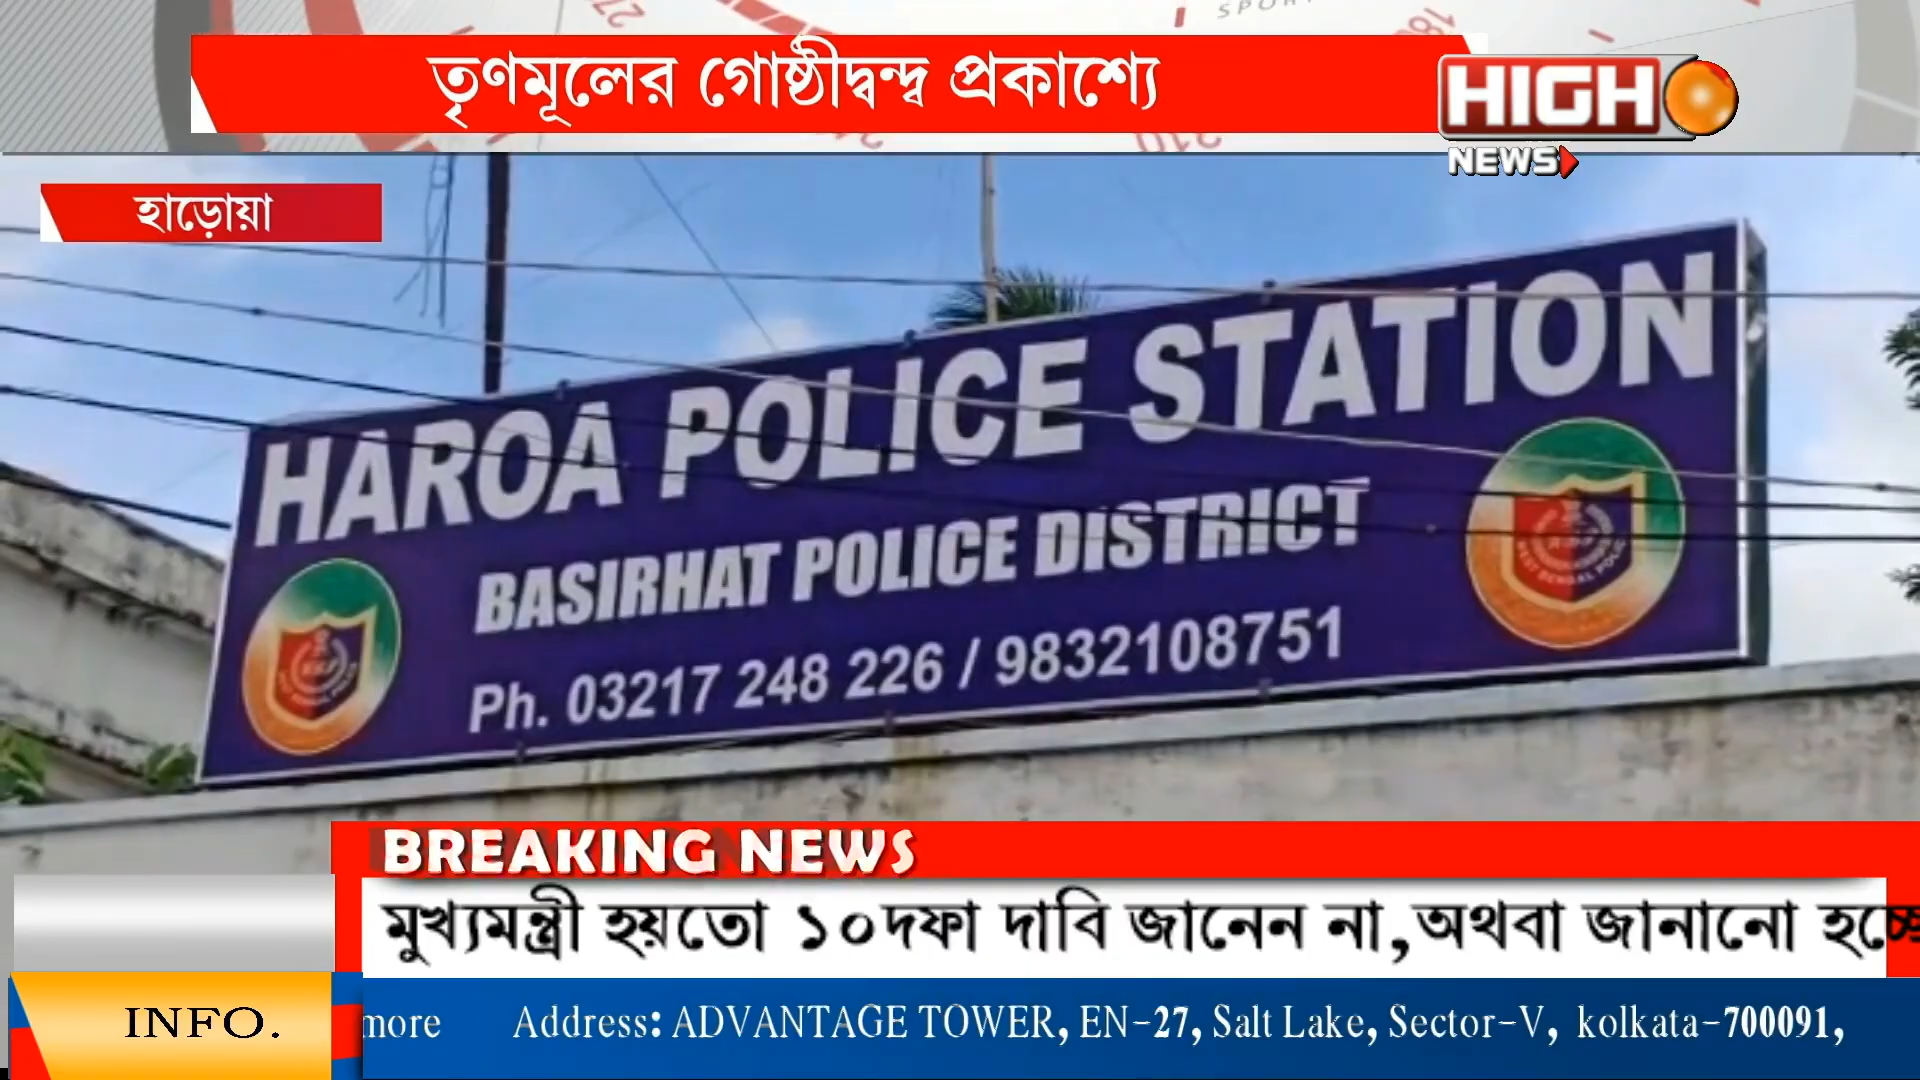 তৃণমূলের গোষ্ঠীদ্বন্দ্ব প্রকাশ্যে
HIGH
NEWS
হাড়োয়া
HAROA POLICE STATION
BASIRHAT POLICE DISTRICT
Ph. 03217 248 226 / 9832108751
BREAKING NEWS
মুখ্যমন্ত্রী হয়তো ১০দফা দাবি জানেন না,অথবা জানানো হচ্ছে
INFO.
more Address: ADVANTAGE TOWER, EN-27, Salt Lake, Sector-V, kolkata-700091,